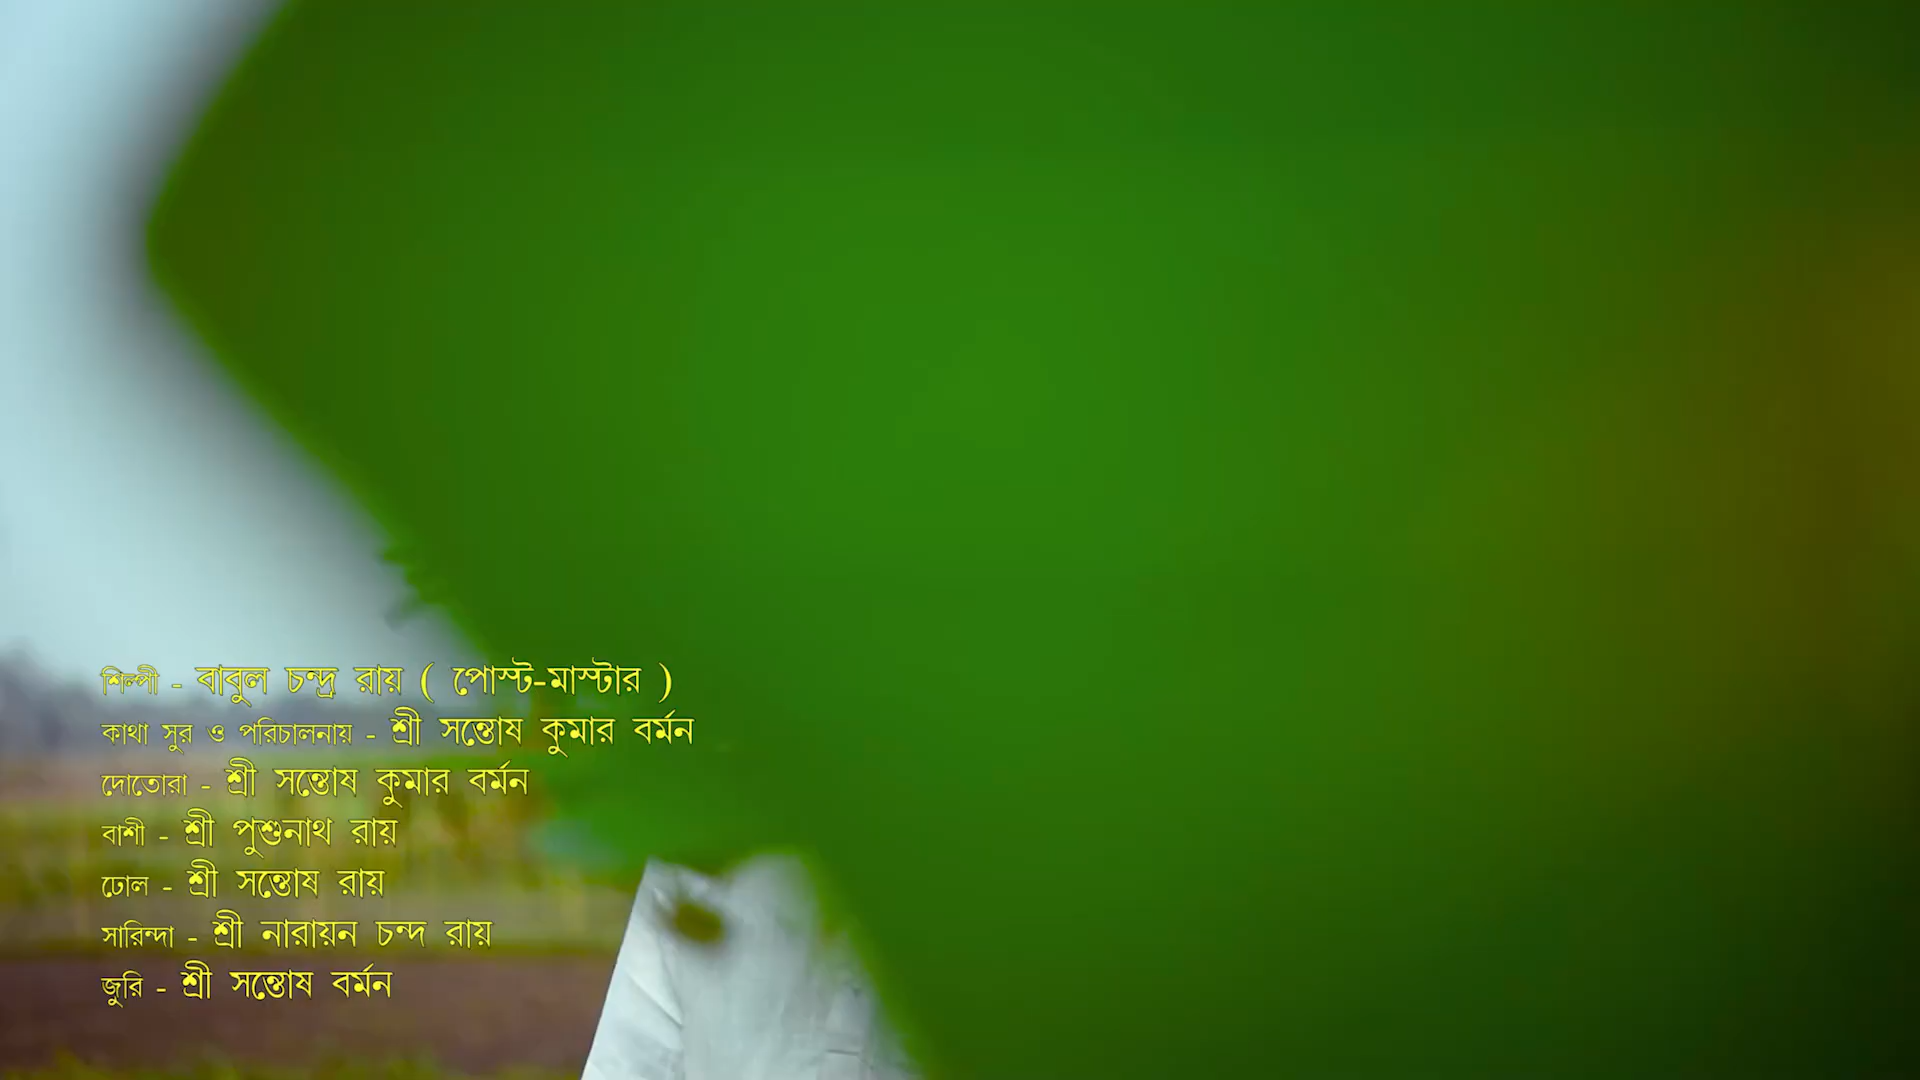 শিল্পী - বাবুল চন্দ্র রায় ( পোস্ট-মাস্টার )
কাথা সুর ও পরিচালনায় - শ্রী সন্তোষ কুমার বর্মন
দোতোরা - শ্রী সন্তোষ কুমার বর্মন
বাশী - শ্রী পুশুনাথ রায়
ঢোল - শ্রী সন্তোষ রায়
সারিন্দা - শ্রী নারায়ন চন্দ রায়
জুরি - শ্রী সন্তোষ বর্মন